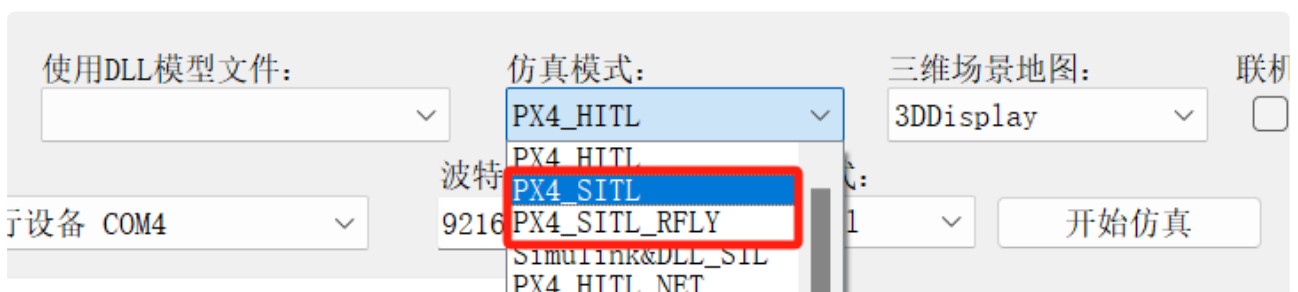 使用DLL模型文件: 仿真模式: 三维场景地图: 联机
PX4_HITL 3DDisplay
PX4_HITL
波特
PX4_SITL
行设备 COM4 9216 PX4_SITL_RFLY 1 开始仿真
Simulink&DLL_SIL
PX4_HITL_NET